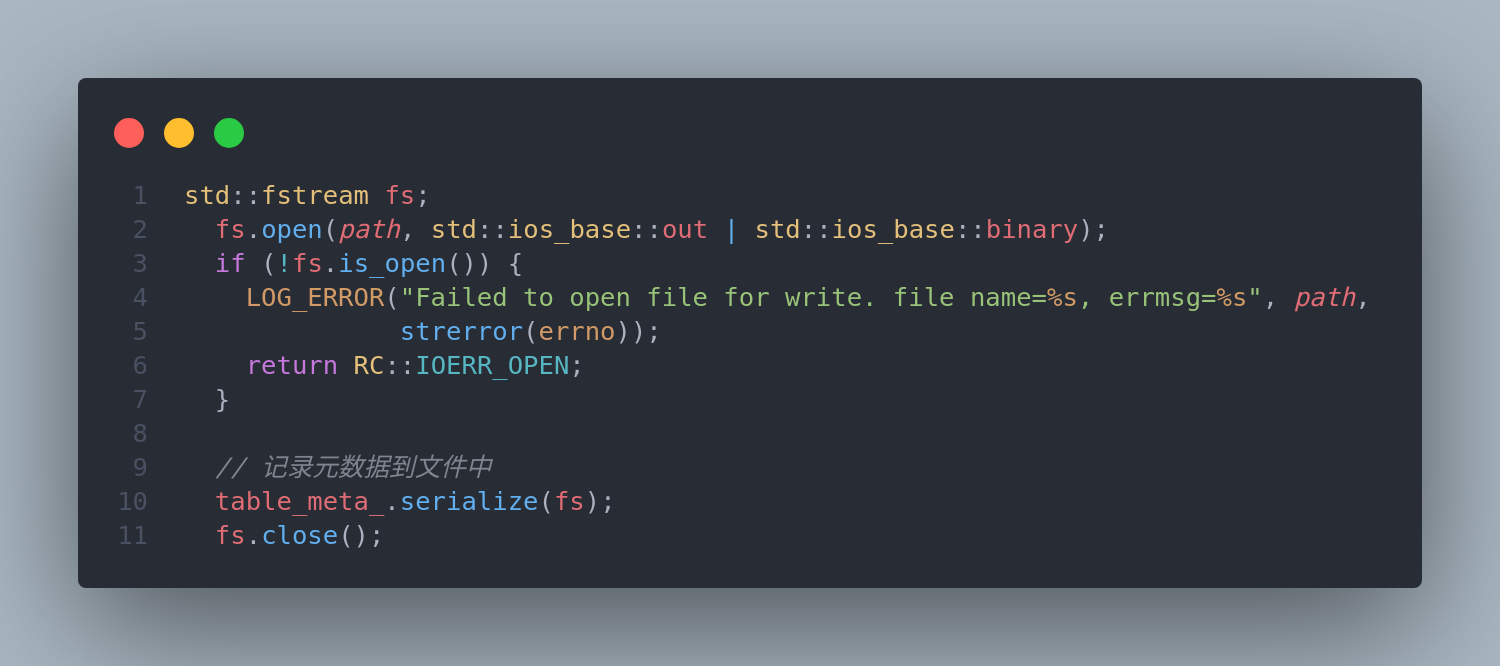 1 std::fstream fs;
2   fs.open(path, std::ios_base::out | std::ios_base::binary);
3   if (!fs.is_open()) {
4     LOG_ERROR("Failed to open file for write. file name=%s, errmsg=%s", path,
5               strerror(errno));
6     return RC::IOERR_OPEN;
7   }
8
9   // 记录元数据到文件中
10   table_meta_.serialize(fs);
11   fs.close();